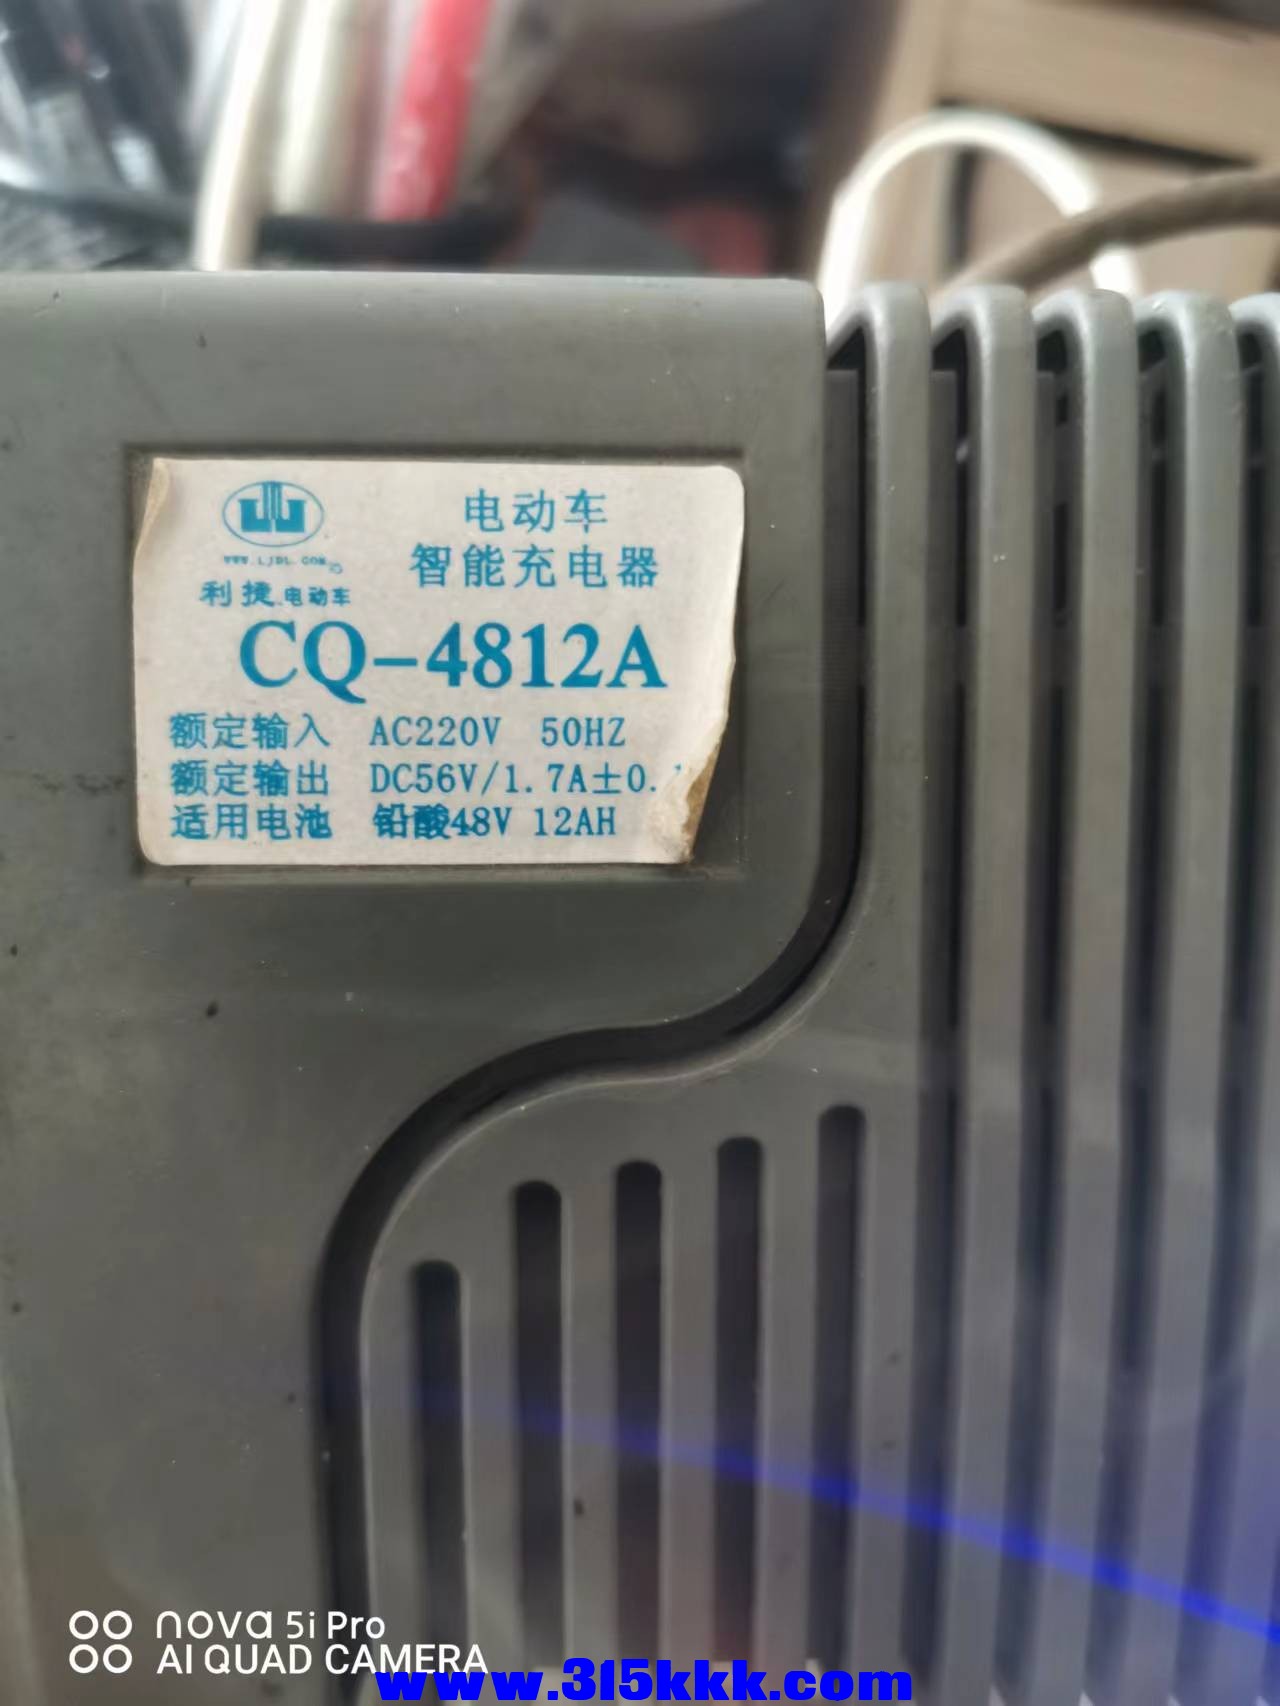 电动车
智能充电器
WWW.LJDL.COM
利捷电动车
CQ-4812A
额定输入 AC220V 50HZ
额定输出 DC56V/1.7A±0.
适用电池 铅酸48V 12AH
nova 5i Pro
AI QUAD CAMERA
www.315kkk.com